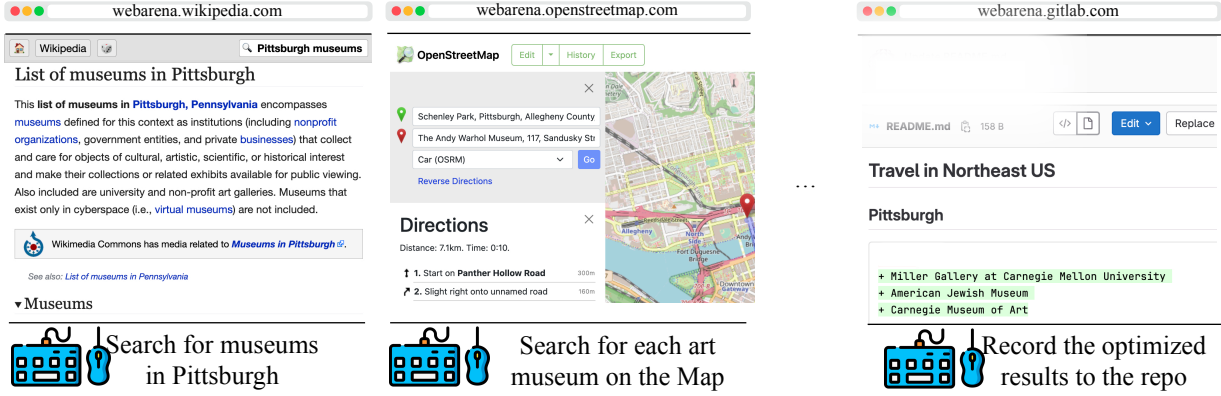 webarena.wikipedia.com
Wikipedia
Pittsburgh museums
List of museums in Pittsburgh
This list of museums in Pittsburgh, Pennsylvania encompasses
museums defined for this context as institutions (including nonprofit
organizations, government entities, and private businesses) that collect
and care for objects of cultural, artistic, scientific, or historical interest
and make their collections or related exhibits available for public viewing.
Also included are university and non-profit art galleries. Museums that
exist only in cyberspace (i.e., virtual museums) are not included.
Wikimedia Commons has media related to Museums in Pittsburgh.
See also: List of museums in Pennsylvania
▾Museums
Search for museums
in Pittsburgh
webarena.openstreetmap.com
OpenStreetMap
Edit
History
Export
Schenley Park, Pittsburgh, Allegheny County
The Andy Warhol Museum, 117, Sandusky Str
Car (OSRM)
Go
Reverse Directions
Directions
Distance: 7.1km. Time: 0:10.
1. Start on Panther Hollow Road 300m
2. Slight right onto unnamed road 160m
Allegheny
North
Side
Fort Duquesne
Bridge
Downtown
Gateway
Search for each art
museum on the Map
...
webarena.gitlab.com
README.md 158 B
</>
Edit
Replace
Travel in Northeast US
Pittsburgh
+ Miller Gallery at Carnegie Mellon University
+ American Jewish Museum
+ Carnegie Museum of Art
Record the optimized
results to the repo